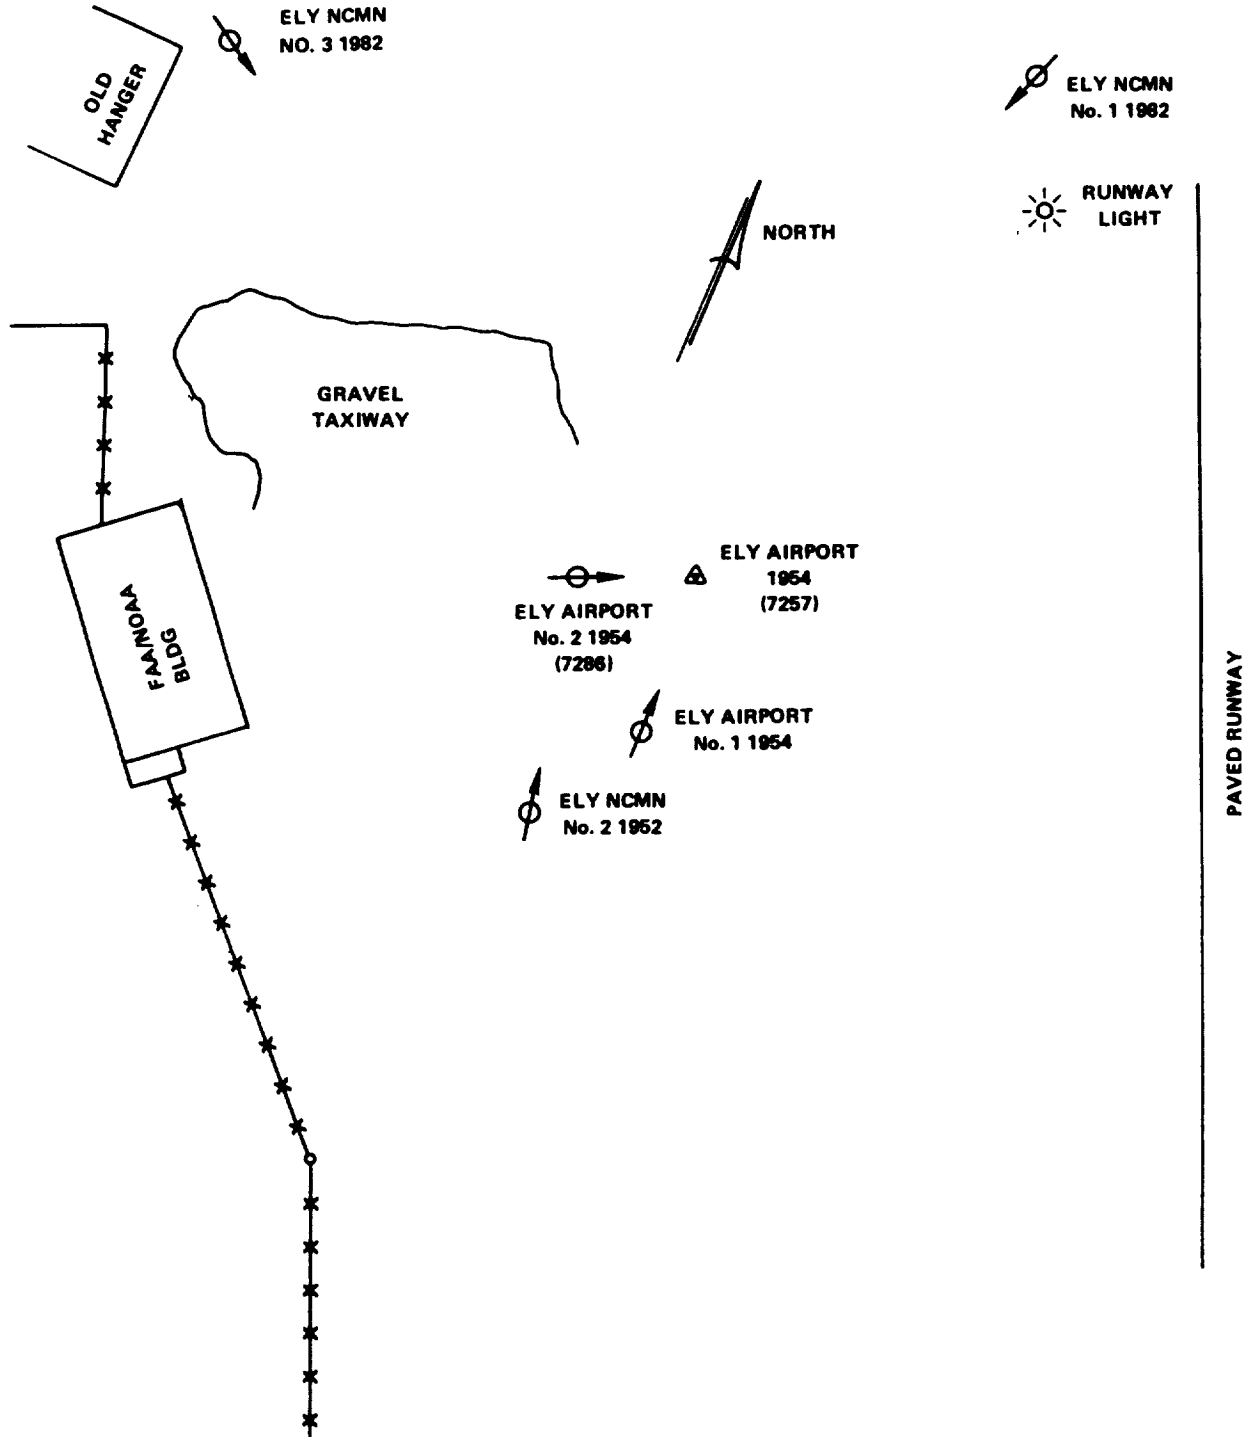 ELY NCMN
NO. 3 1982
OLD
HANGER
ELY NCMN
No. 1 1982
RUNWAY
LIGHT
NORTH
GRAVEL
TAXIWAY
ELY AIRPORT
1954
(7257)
ELY AIRPORT
No. 2 1954
(7286)
FAA/NOAA
BLDG
ELY AIRPORT
No. 1 1954
ELY NCMN
No. 2 1952
PAVED RUNWAY